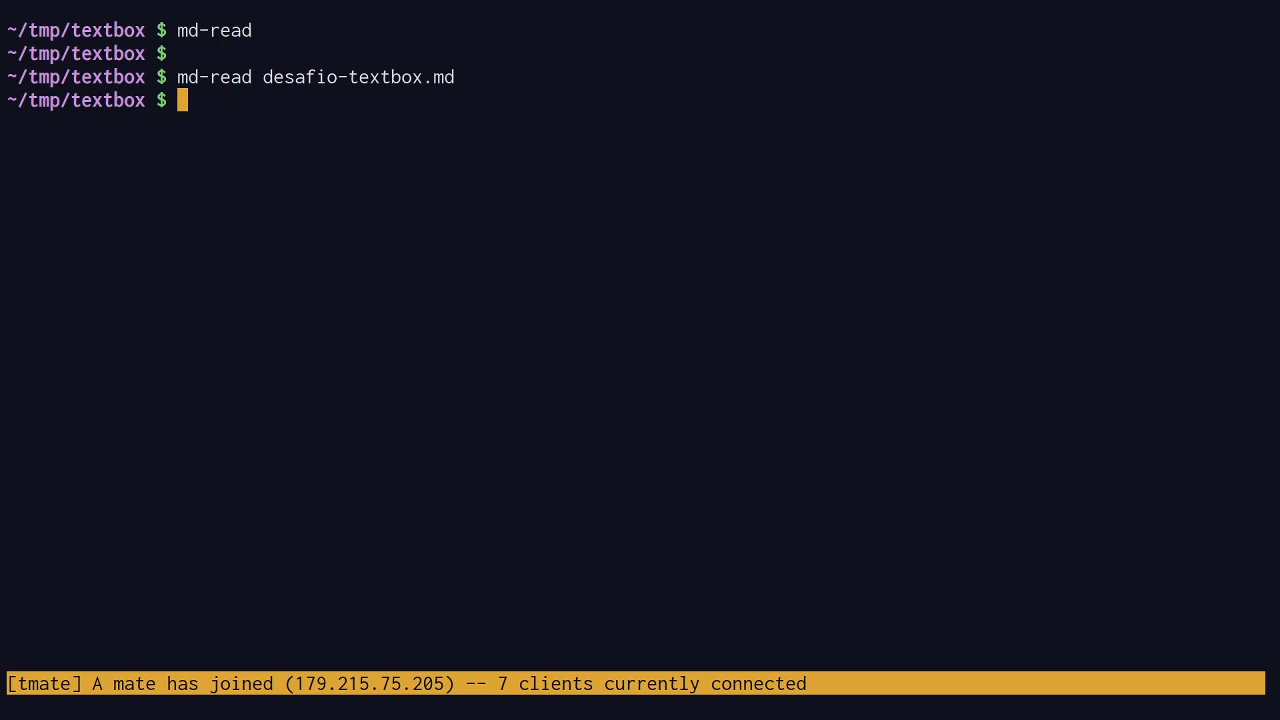 ~/tmp/textbox $ md-read
~/tmp/textbox $
~/tmp/textbox $ md-read desafio-textbox.md
~/tmp/textbox $
[tmate] A mate has joined (179.215.75.205) -- 7 clients currently connected